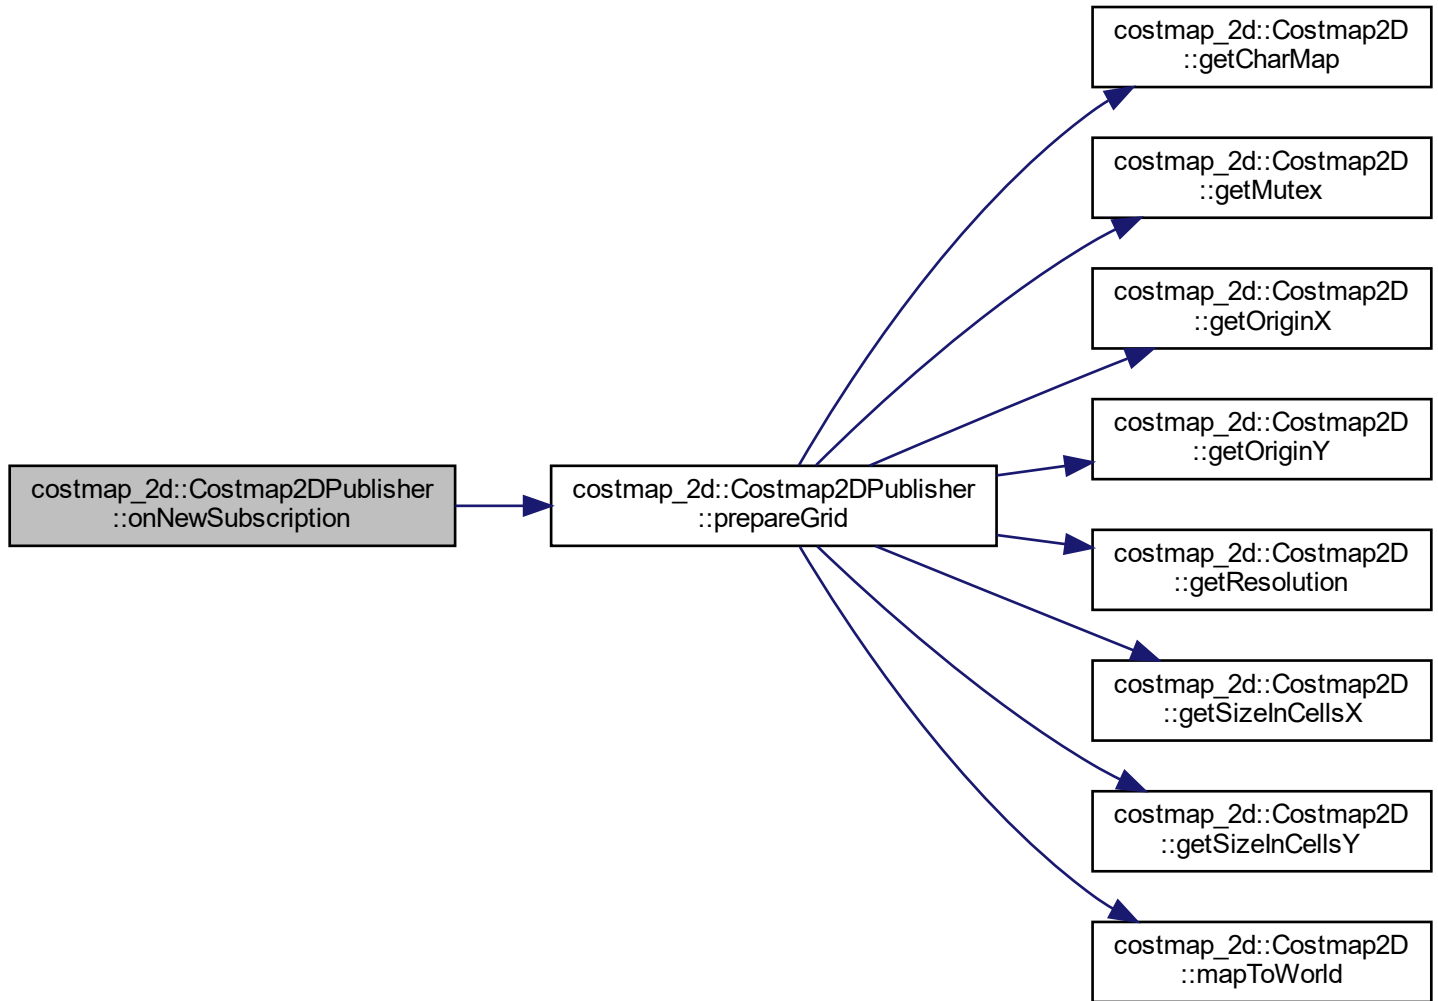 costmap_2d::Costmap2D
::getCharMap
costmap_2d::Costmap2D
::getMutex
costmap_2d::Costmap2D
::getOriginX
costmap_2d::Costmap2D
::getOriginY
costmap_2d::Costmap2DPublisher
::onNewSubscription
costmap_2d::Costmap2DPublisher
::prepareGrid
costmap_2d::Costmap2D
::getResolution
costmap_2d::Costmap2D
::getSizeInCellsX
costmap_2d::Costmap2D
::getSizeInCellsY
costmap_2d::Costmap2D
::mapToWorld